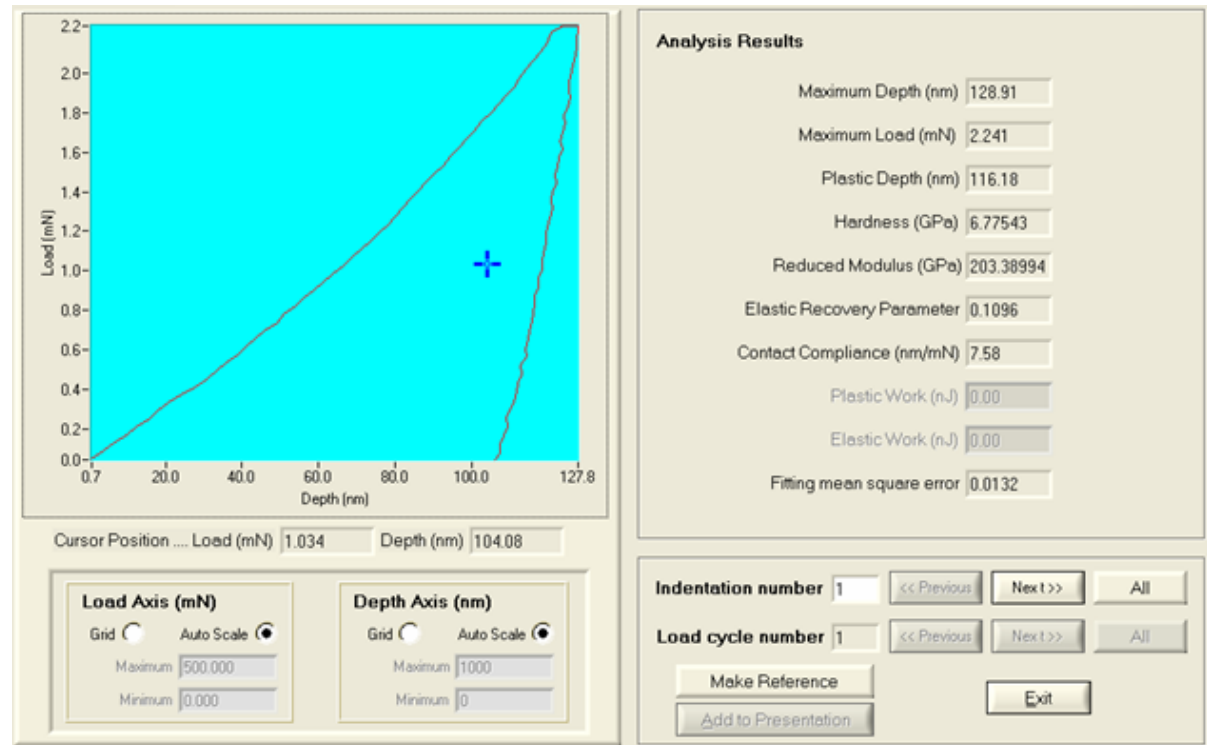 2.2
2.0
1.8
1.6
1.4
1.2
1.0
0.8
0.6
0.4
0.2
0.0
Load (mN)
0.7 20.0 40.0 60.0 80.0 100.0 127.8
Depth (nm)
Cursor Position .... Load (mN) 1.034 Depth (nm) 104.08
Load Axis (mN)
Grid Auto Scale
Maximum 500.000
Minimum 0.000
Depth Axis (nm)
Grid Auto Scale
Maximum 1000
Minimum 0
Analysis Results
Maximum Depth (nm) 128.91
Maximum Load (mN) 2.241
Plastic Depth (nm) 116.18
Hardness (GPa) 6.77543
Reduced Modulus (GPa) 203.38994
Elastic Recovery Parameter 0.1096
Contact Compliance (nm/mN) 7.58
Plastic Work (nJ) 0.00
Elastic Work (nJ) 0.00
Fitting mean square error 0.0132
Indentation number 1 << Previous Next >> All
Load cycle number 1 << Previous Next >> All
Make Reference
Add to Presentation
Exit